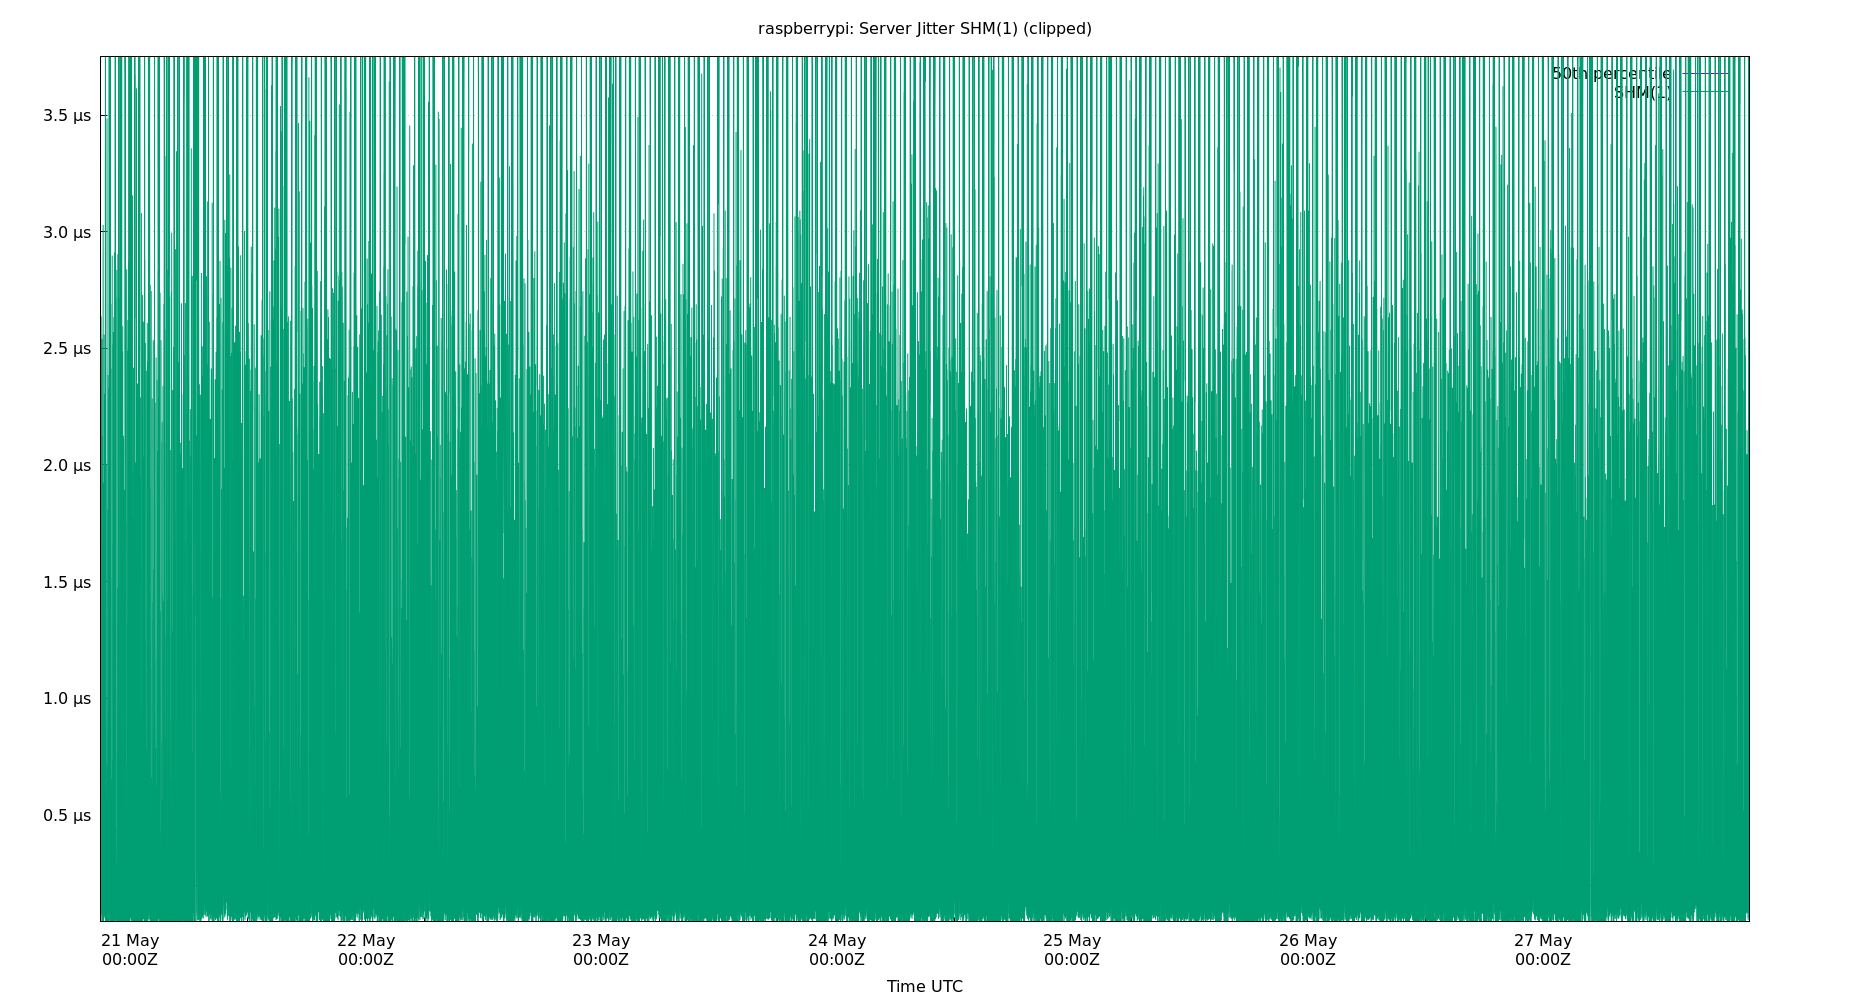 raspberrypi: Server Jitter SHM(1) (clipped)
50th percentile
SHM(1)
3.5 µs
3.0 µs
2.5 µs
2.0 µs
1.5 µs
1.0 µs
0.5 µs
21 May 22 May 23 May 24 May 25 May 26 May 27 May
00:00Z 00:00Z 00:00Z 00:00Z 00:00Z 00:00Z 00:00Z
Time UTC